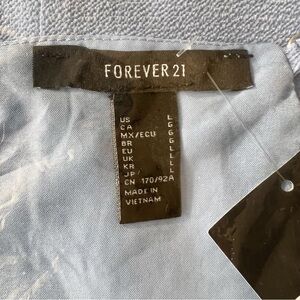 FOREVER 21
US L
CA G
MX/ECU G
BR G
EU L
UK L
KR L
JP L
CN 170/92A
MADE IN
VIETNAM